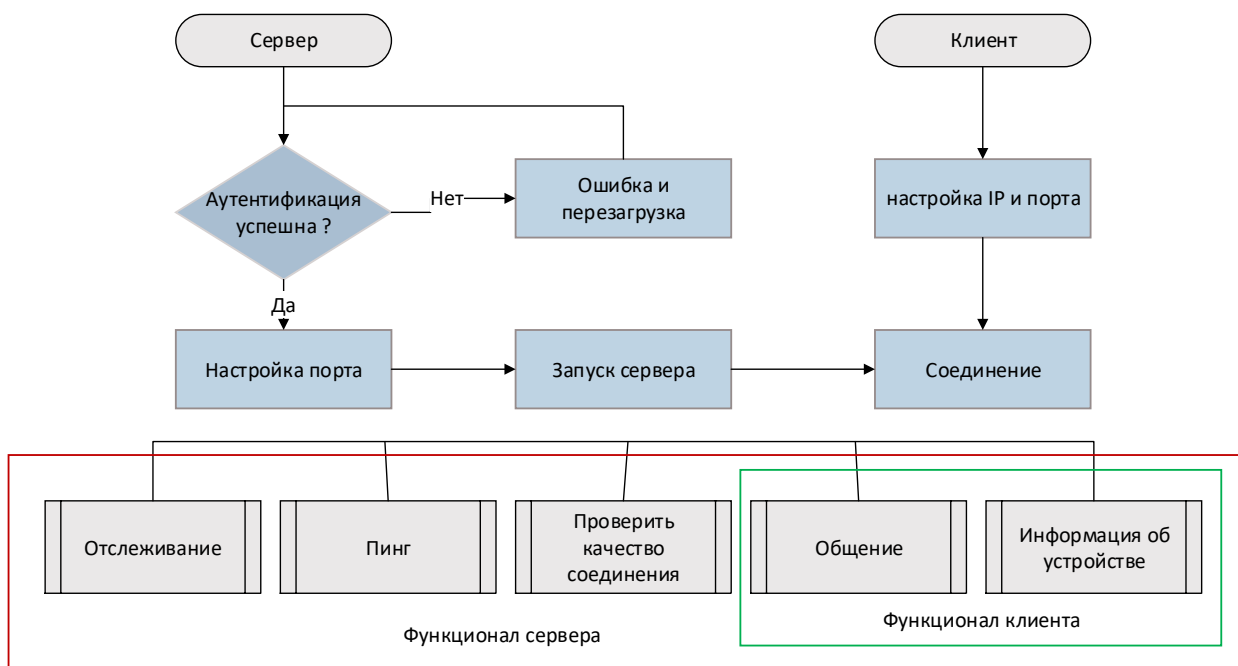 Сервер
Клиент
Аутентификация
успешна ?
Нет
Ошибка и
перезагрузка
настройка IP и порта
Да
Настройка порта
Запуск сервера
Соединение
Отслеживание
Пинг
Проверить
качество
соединения
Общение
Информация об
устройстве
Функционал сервера
Функционал клиента